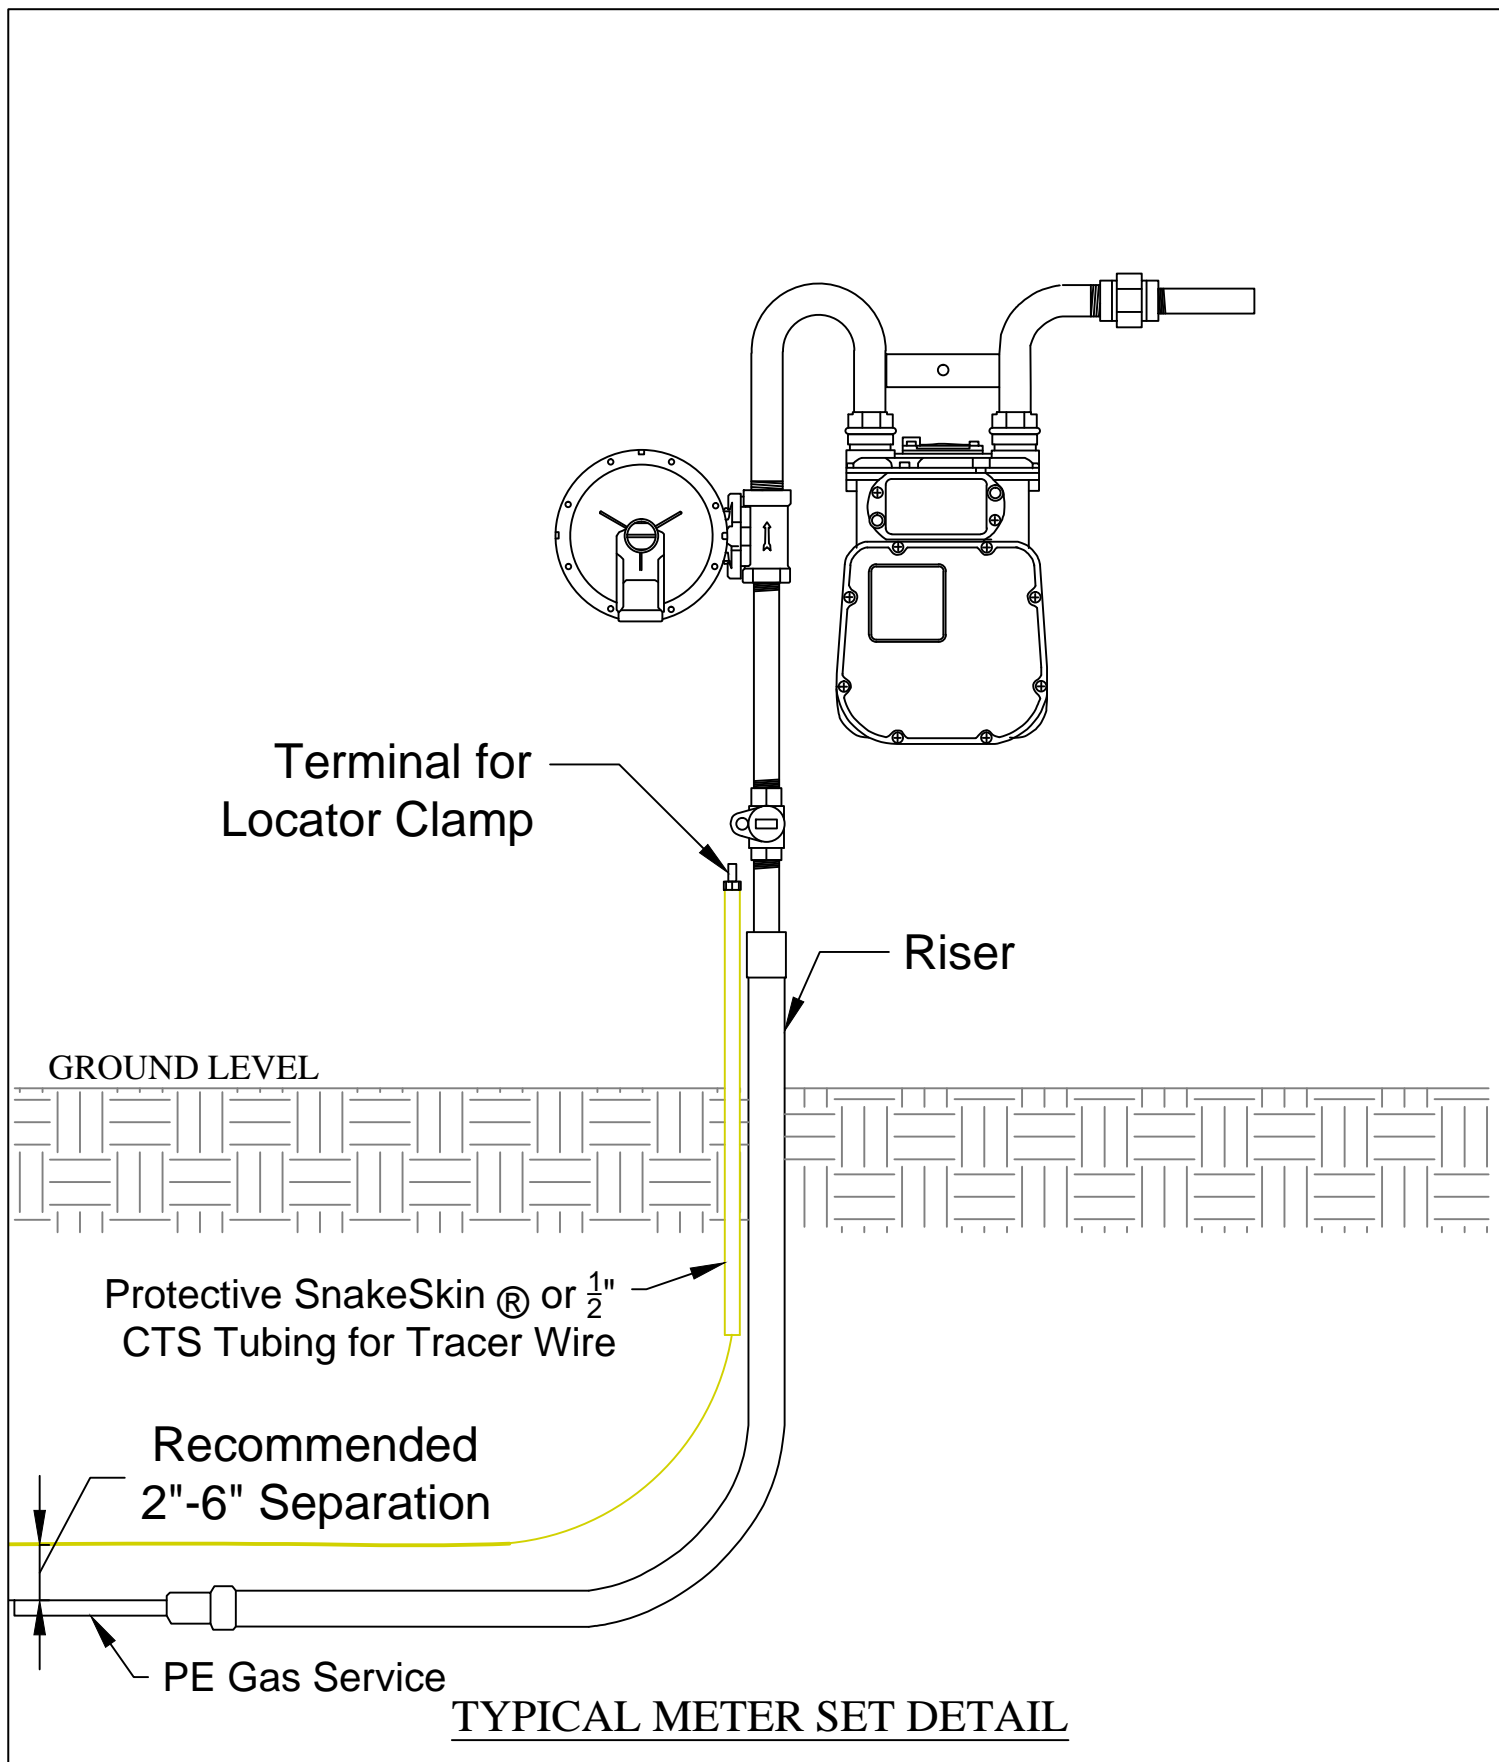 Terminal for
Locator Clamp
Riser
GROUND LEVEL
Protective SnakeSkin ® or 1/2"
CTS Tubing for Tracer Wire
Recommended
2"-6" Separation
PE Gas Service
TYPICAL METER SET DETAIL